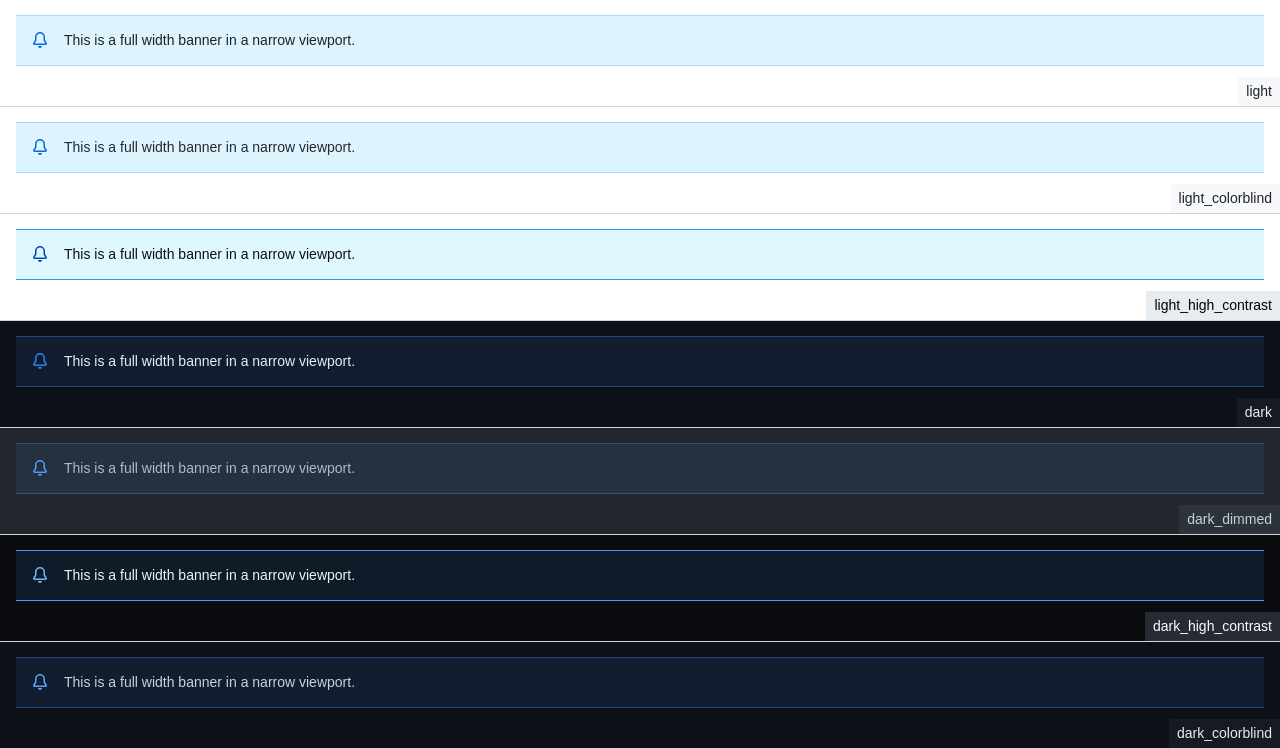 This is a full width banner in a narrow viewport.
light
This is a full width banner in a narrow viewport.
light_colorblind
This is a full width banner in a narrow viewport.
light_high_contrast
This is a full width banner in a narrow viewport.
dark
This is a full width banner in a narrow viewport.
dark_dimmed
This is a full width banner in a narrow viewport.
dark_high_contrast
This is a full width banner in a narrow viewport.
dark_colorblind